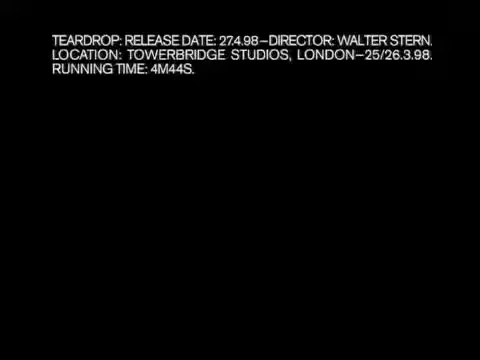 TEARDROP: RELEASE DATE: 27.4.98–DIRECTOR: WALTER STERN.
LOCATION: TOWERBRIDGE STUDIOS, LONDON–25/26.3.98.
RUNNING TIME: 4M44S.